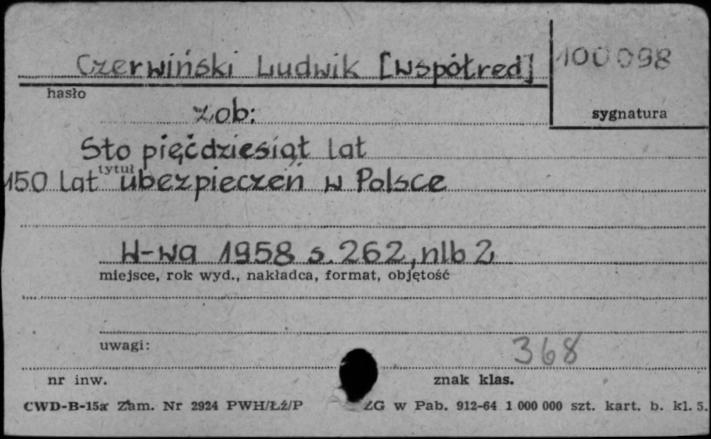 Czerwiński Ludwik [współred] 100098
hasło
zob: sygnatura
Sto pięćdziesiąt lat
tytuł
150 lat ubezpieczeń w Polsce
W-wa 1958 s. 262, nlb 2
miejsce, rok wyd., nakładca, format, objętość
uwagi: 368
nr inw. znak klas.
CWD-B-15a Zam. Nr 2924 PWH/Łź/P ZG w Pab. 912-64 1 000 000 szt. kart. b. kl. 5.